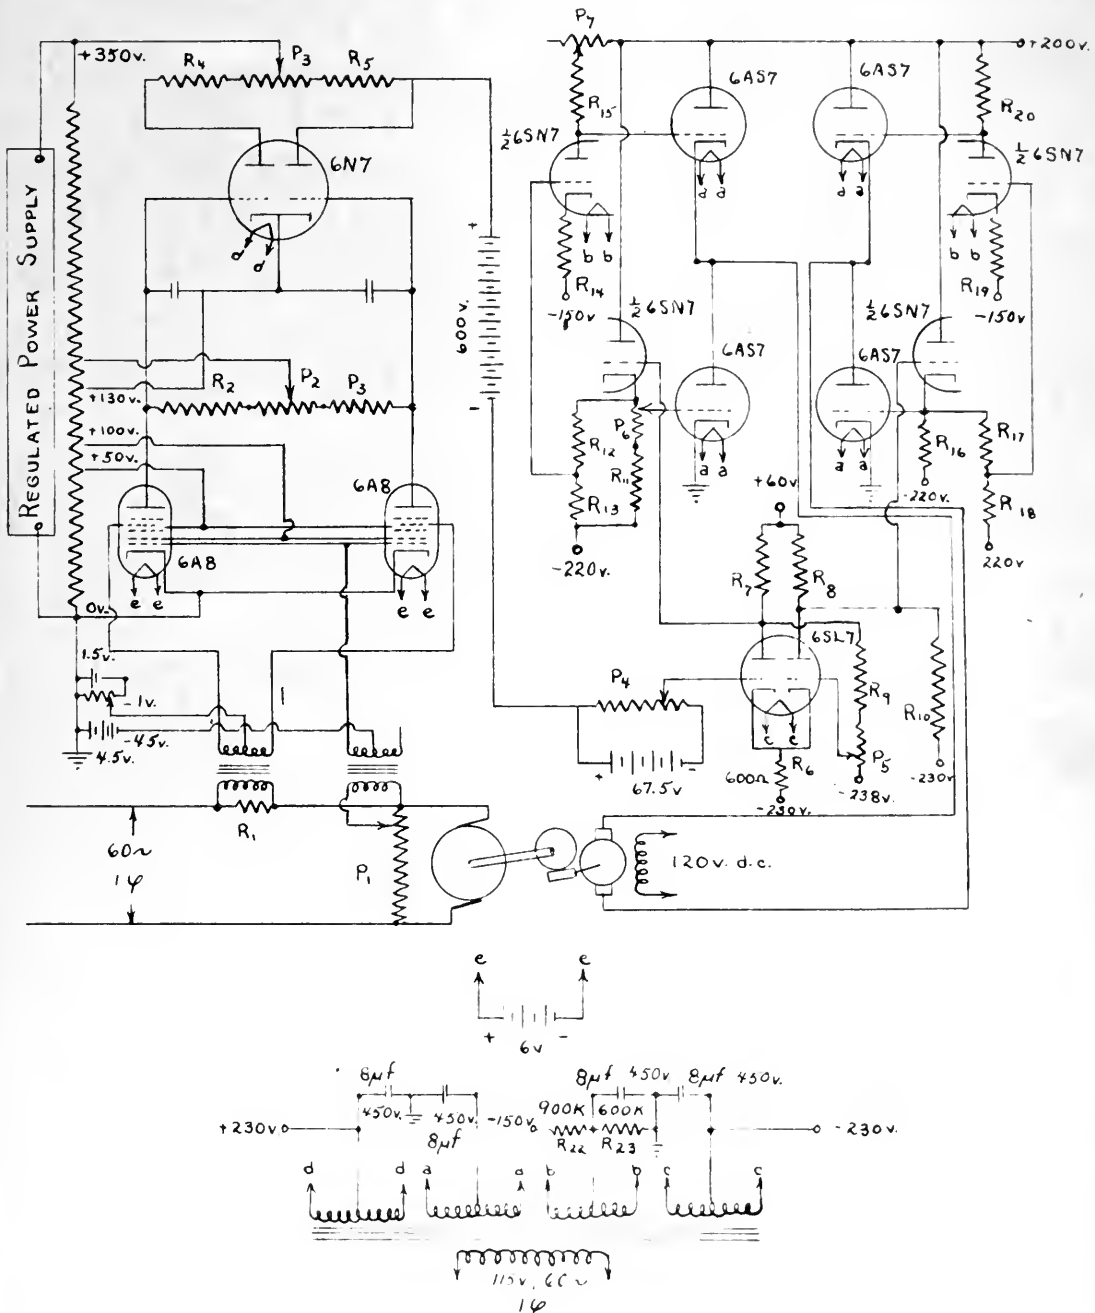 REGULATED POWER SUPPLY
+350v.
R4
P3
R5
6N7
d
d
600v.
+
-
R2
P2
P3
+130v.
+100v.
+50v.
6A8
6A8
e e
e e
0v.
1.5v.
-1v.
-45v.
4.5v.
R1
60~
1φ
P1
P7
+200v.
R15
6AS7
6AS7
R20
½6SN7
½6SN7
a a
a a
b b
b b
R14
-150v
R19
-150v
½6SN7
½6SN7
6AS7
6AS7
P6
R12
R11
R13
a a
a a
R16
R17
R18
-220v.
-220v.
220v
+60v
R7
R8
6SL7
P4
R9
R10
c c
R6
600Ω
P5
+
-
67.5v
-230v.
-238v.
-230v
120v. d.c.
e
e
+ 6v -
8μf
450v.
450v.
8μf
8μf 450v
8μf 450v.
+230v
-150v
900K
600K
R22
R23
-230v.
d d a a b b c c
115v, 60~
1φ